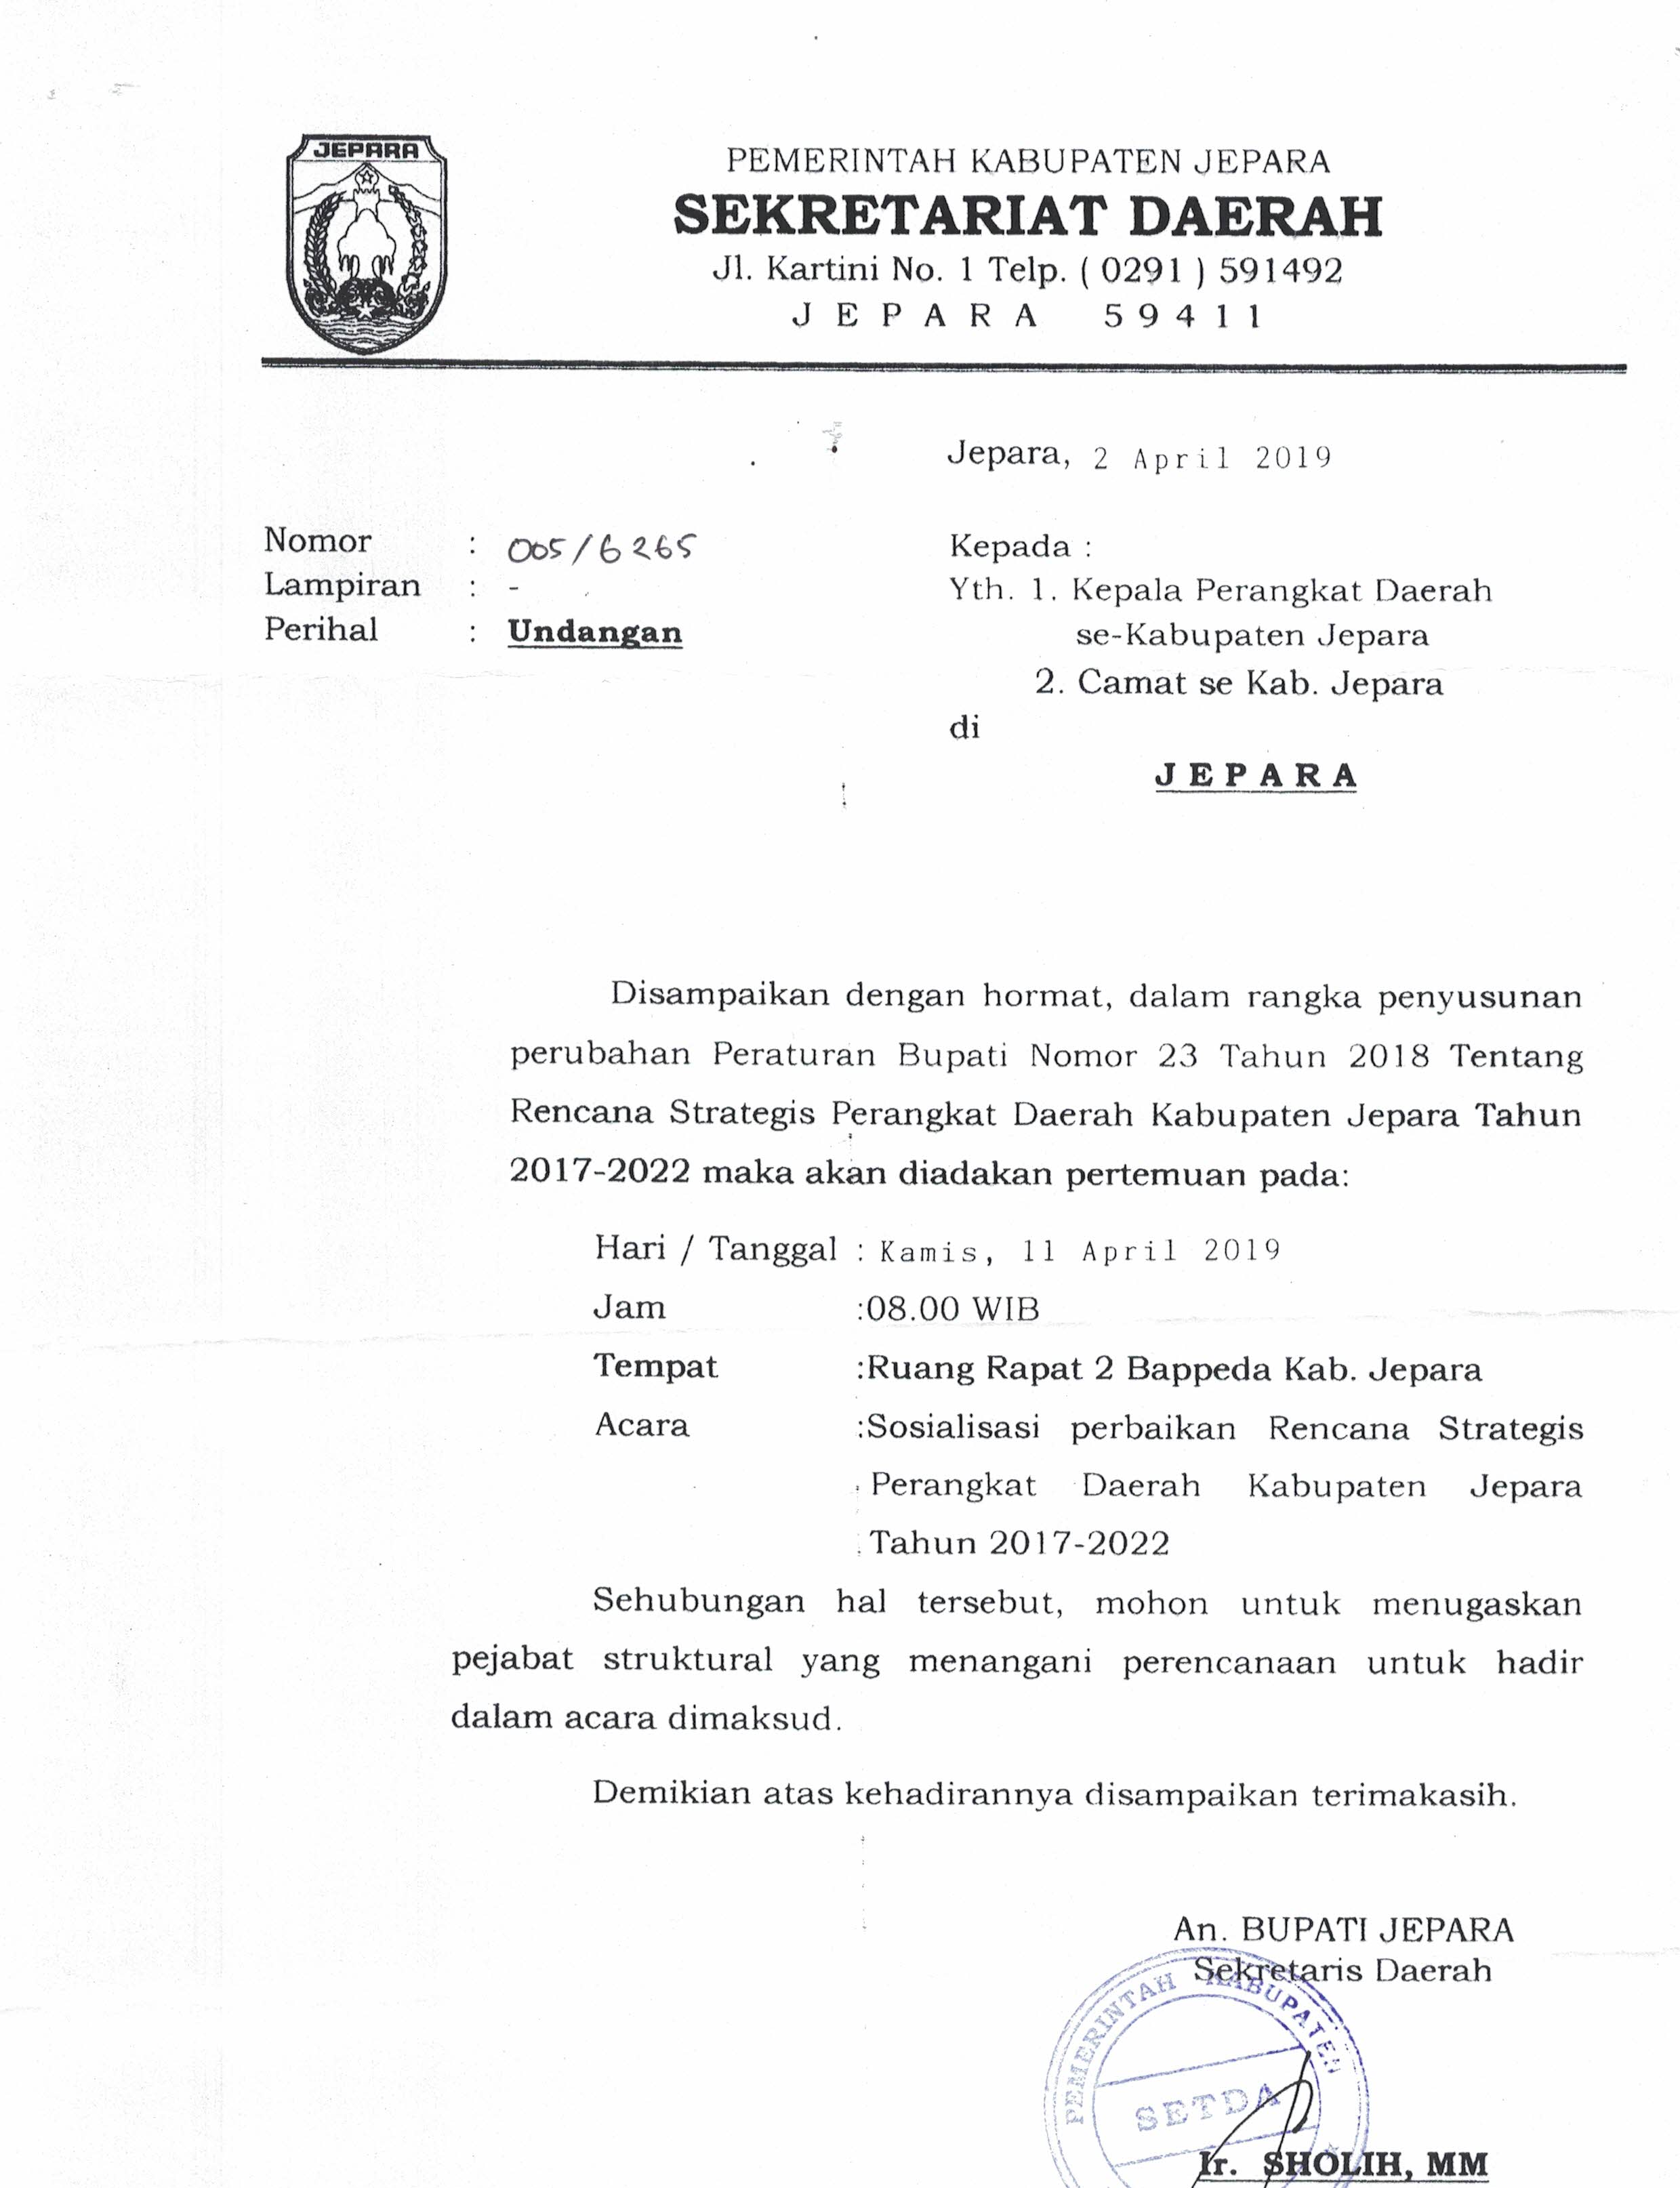 JEPARA
PEMERINTAH KABUPATEN JEPARA
SEKRETARIAT DAERAH
Jl. Kartini No. 1 Telp. ( 0291 ) 591492
J E P A R A 5 9 4 1 1
Jepara, 2 April 2019
Nomor : 005/6265
Lampiran : -
Perihal : Undangan
Kepada :
Yth. 1. Kepala Perangkat Daerah
se-Kabupaten Jepara
2. Camat se Kab. Jepara
di
J E P A R A
Disampaikan dengan hormat, dalam rangka penyusunan
perubahan Peraturan Bupati Nomor 23 Tahun 2018 Tentang
Rencana Strategis Perangkat Daerah Kabupaten Jepara Tahun
2017-2022 maka akan diadakan pertemuan pada:
Hari / Tanggal : Kamis, 11 April 2019
Jam :08.00 WIB
Tempat :Ruang Rapat 2 Bappeda Kab. Jepara
Acara :Sosialisasi perbaikan Rencana Strategis
Perangkat Daerah Kabupaten Jepara
Tahun 2017-2022
Sehubungan hal tersebut, mohon untuk menugaskan
pejabat struktural yang menangani perencanaan untuk hadir
dalam acara dimaksud.
Demikian atas kehadirannya disampaikan terimakasih.
An. BUPATI JEPARA
Sekretaris Daerah
PEMERINTAH KABUPATEN
SETDA
Ir. SHOLIH, MM